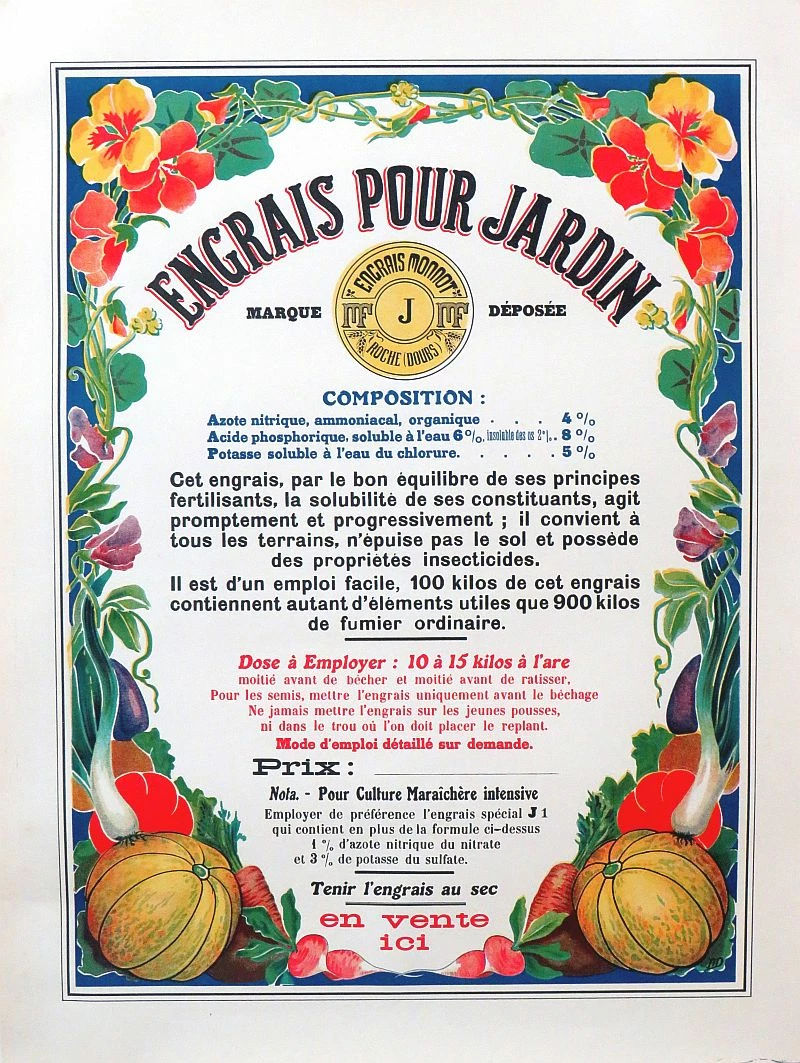 ENGRAIS POUR JARDIN
ENGRAIS MONNOT
MARQUE MF J MF DÉPOSÉE
ROCHE (DOUBS)
COMPOSITION :
Azote nitrique, ammoniacal, organique . . . 4 %
Acide phosphorique, soluble à l'eau 6 %, insoluble des os 2 %. . 8 %
Potasse soluble à l'eau du chlorure. . . . . 5 %
Cet engrais, par le bon équilibre de ses principes
fertilisants, la solubilité de ses constituants, agit
promptement et progressivement ; il convient à
tous les terrains, n'épuise pas le sol et possède
des propriétés insecticides.
Il est d'un emploi facile, 100 kilos de cet engrais
contiennent autant d'éléments utiles que 900 kilos
de fumier ordinaire.
Dose à Employer : 10 à 15 kilos à l'are
moitié avant de bêcher et moitié avant de ratisser,
Pour les semis, mettre l'engrais uniquement avant le bêchage
Ne jamais mettre l'engrais sur les jeunes pousses,
ni dans le trou où l'on doit placer le replant.
Mode d'emploi détaillé sur demande.
Prix :
Nota. - Pour Culture Maraîchère intensive
Employer de préférence l'engrais spécial J 1
qui contient en plus de la formule ci-dessus
1 % d'azote nitrique du nitrate
et 3 % de potasse du sulfate.
Tenir l'engrais au sec
en vente
ici